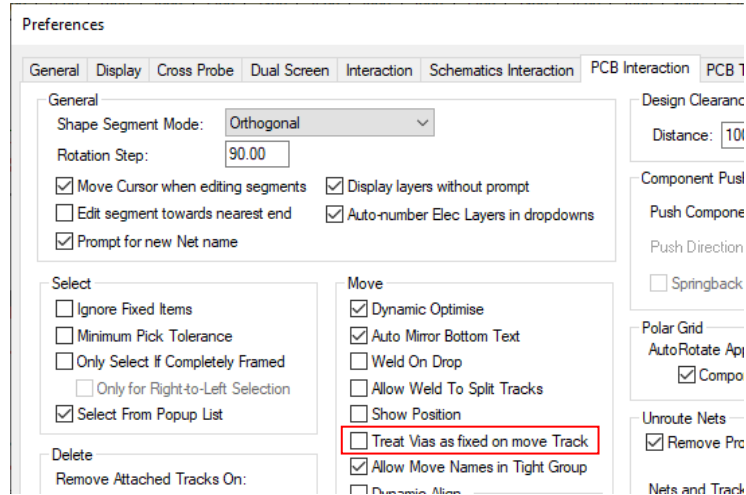 Preferences
General Display Cross Probe Dual Screen Interaction Schematics Interaction PCB Interaction PCB T
General
Shape Segment Mode: Orthogonal
Rotation Step: 90.00
Move Cursor when editing segments Display layers without prompt
Edit segment towards nearest end Auto-number Elec Layers in dropdowns
Prompt for new Net name
Select
Ignore Fixed Items
Minimum Pick Tolerance
Only Select If Completely Framed
Only for Right-to-Left Selection
Select From Popup List
Delete
Remove Attached Tracks On:
Move
Dynamic Optimise
Auto Mirror Bottom Text
Weld On Drop
Allow Weld To Split Tracks
Show Position
Treat Vias as fixed on move Track
Allow Move Names in Tight Group
Dynamic Align
Design Clearanc
Distance: 100
Component Push
Push Compone
Push Direction
Springback
Polar Grid
AutoRotate App
Compo
Unroute Nets
Remove Pro
Nets and Track